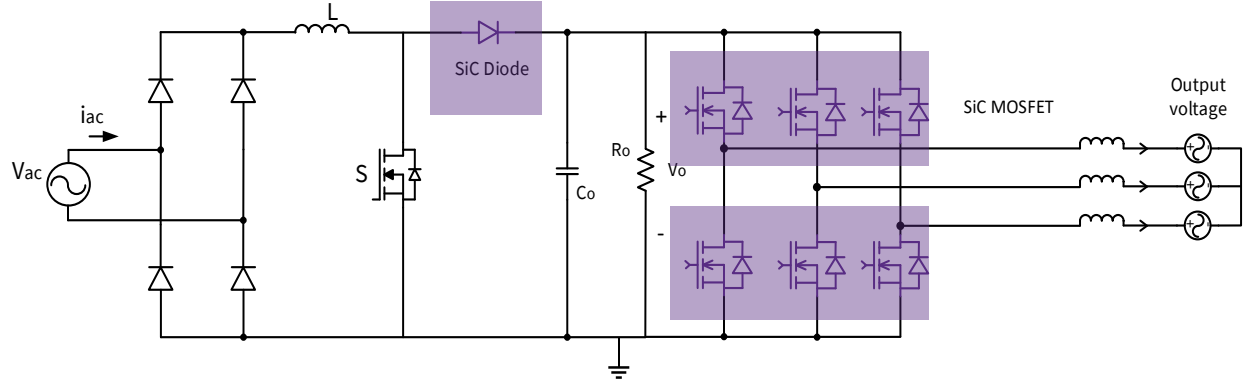 L
SiC Diode
iac
Vac
S
Co
Ro
+
Vo
-
SiC MOSFET
Output
voltage
+
+
+